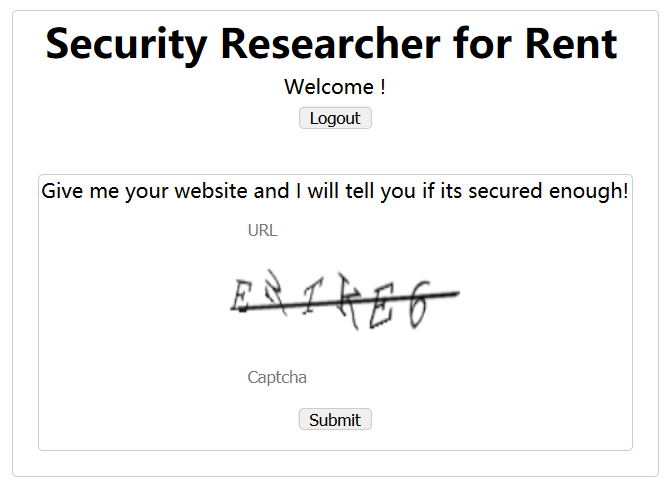 Security Researcher for Rent
Welcome !
Logout
Give me your website and I will tell you if its secured enough!
URL
Captcha
Submit